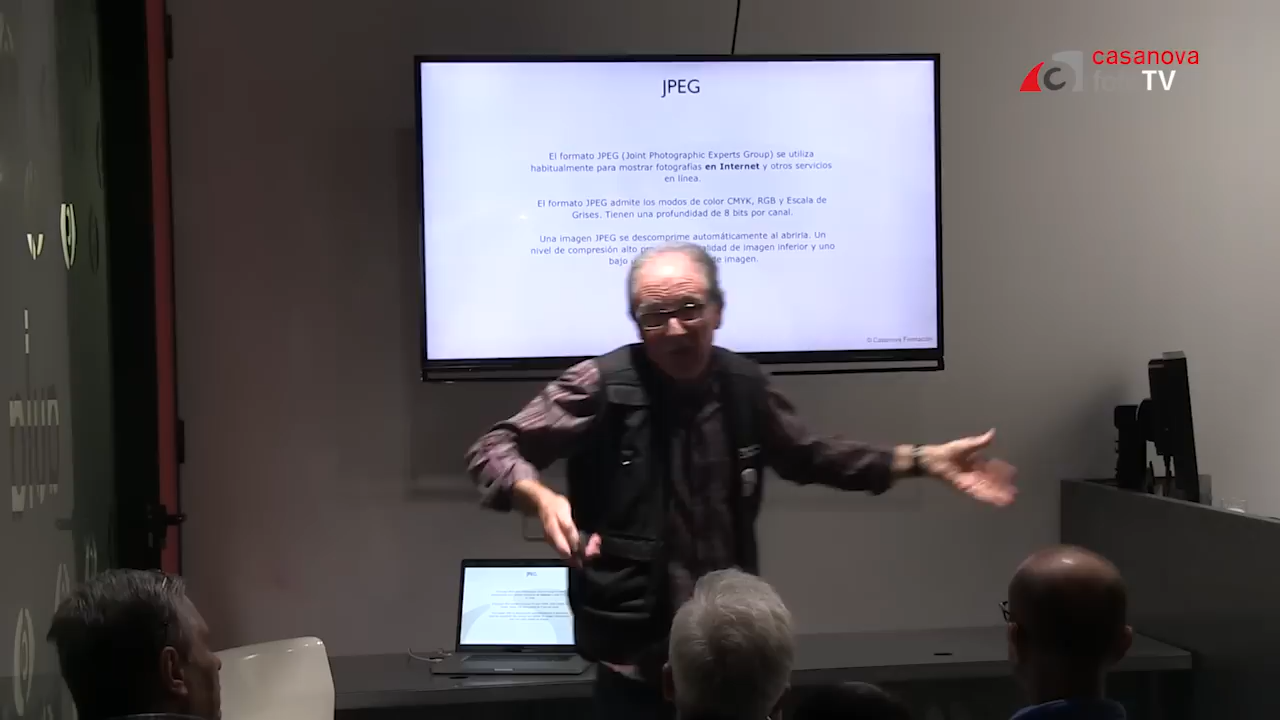 casanova
fotoTV
JPEG
El formato JPEG (Joint Photographic Experts Group) se utiliza
habitualmente para mostrar fotografías en Internet y otros servicios
en línea.
El formato JPEG admite los modos de color CMYK, RGB y Escala de
Grises. Tienen una profundidad de 8 bits por canal.
Una imagen JPEG se descomprime automáticamente al abrirla. Un
nivel de compresión alto imagen inferior y uno
bajo de imagen.
© Casanova Formación
JPEG